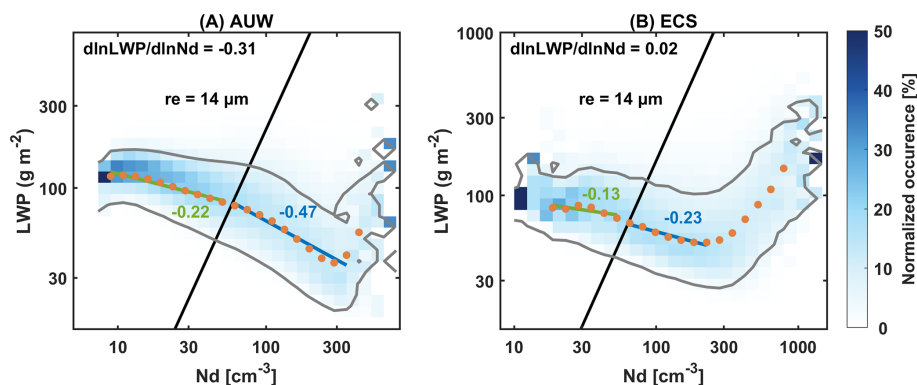 (A) AUW
dlnLWP/dlnNd = -0.31
re = 14 µm
-0.22
-0.47
LWP (g m-2)
300
100
30
10
30
100
300
Nd [cm-3]
(B) ECS
dlnLWP/dlnNd = 0.02
re = 14 µm
-0.13
-0.23
LWP (g m-2)
1000
300
100
30
10
30
100
300
1000
Nd [cm-3]
50
40
30
20
10
0
Normalized occurence [%]